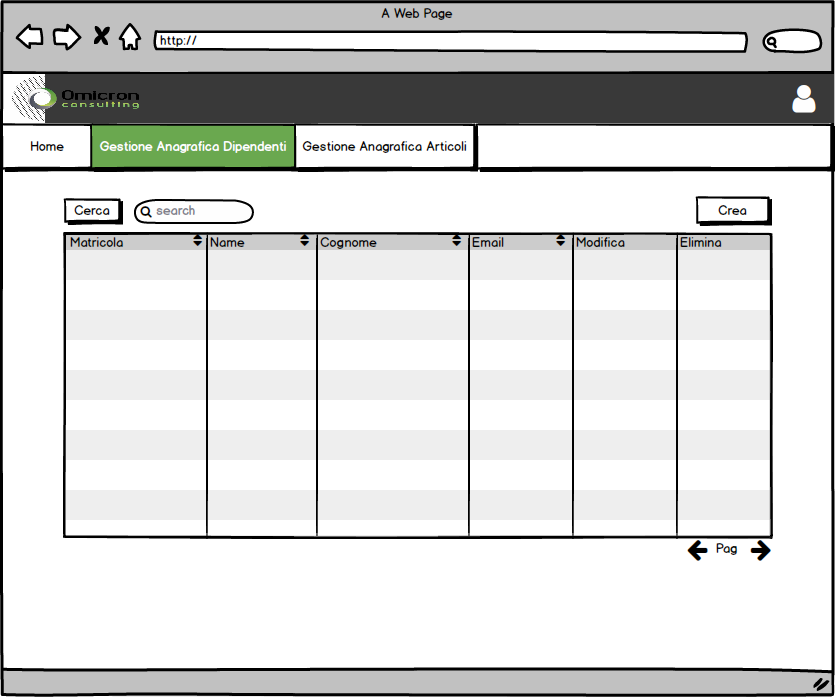 A Web Page
http://
Omicron
consulting
Home Gestione Anagrafica Dipendenti Gestione Anagrafica Articoli
Cerca search Crea
Matricola Name Cognome Email Modifica Elimina
Pag